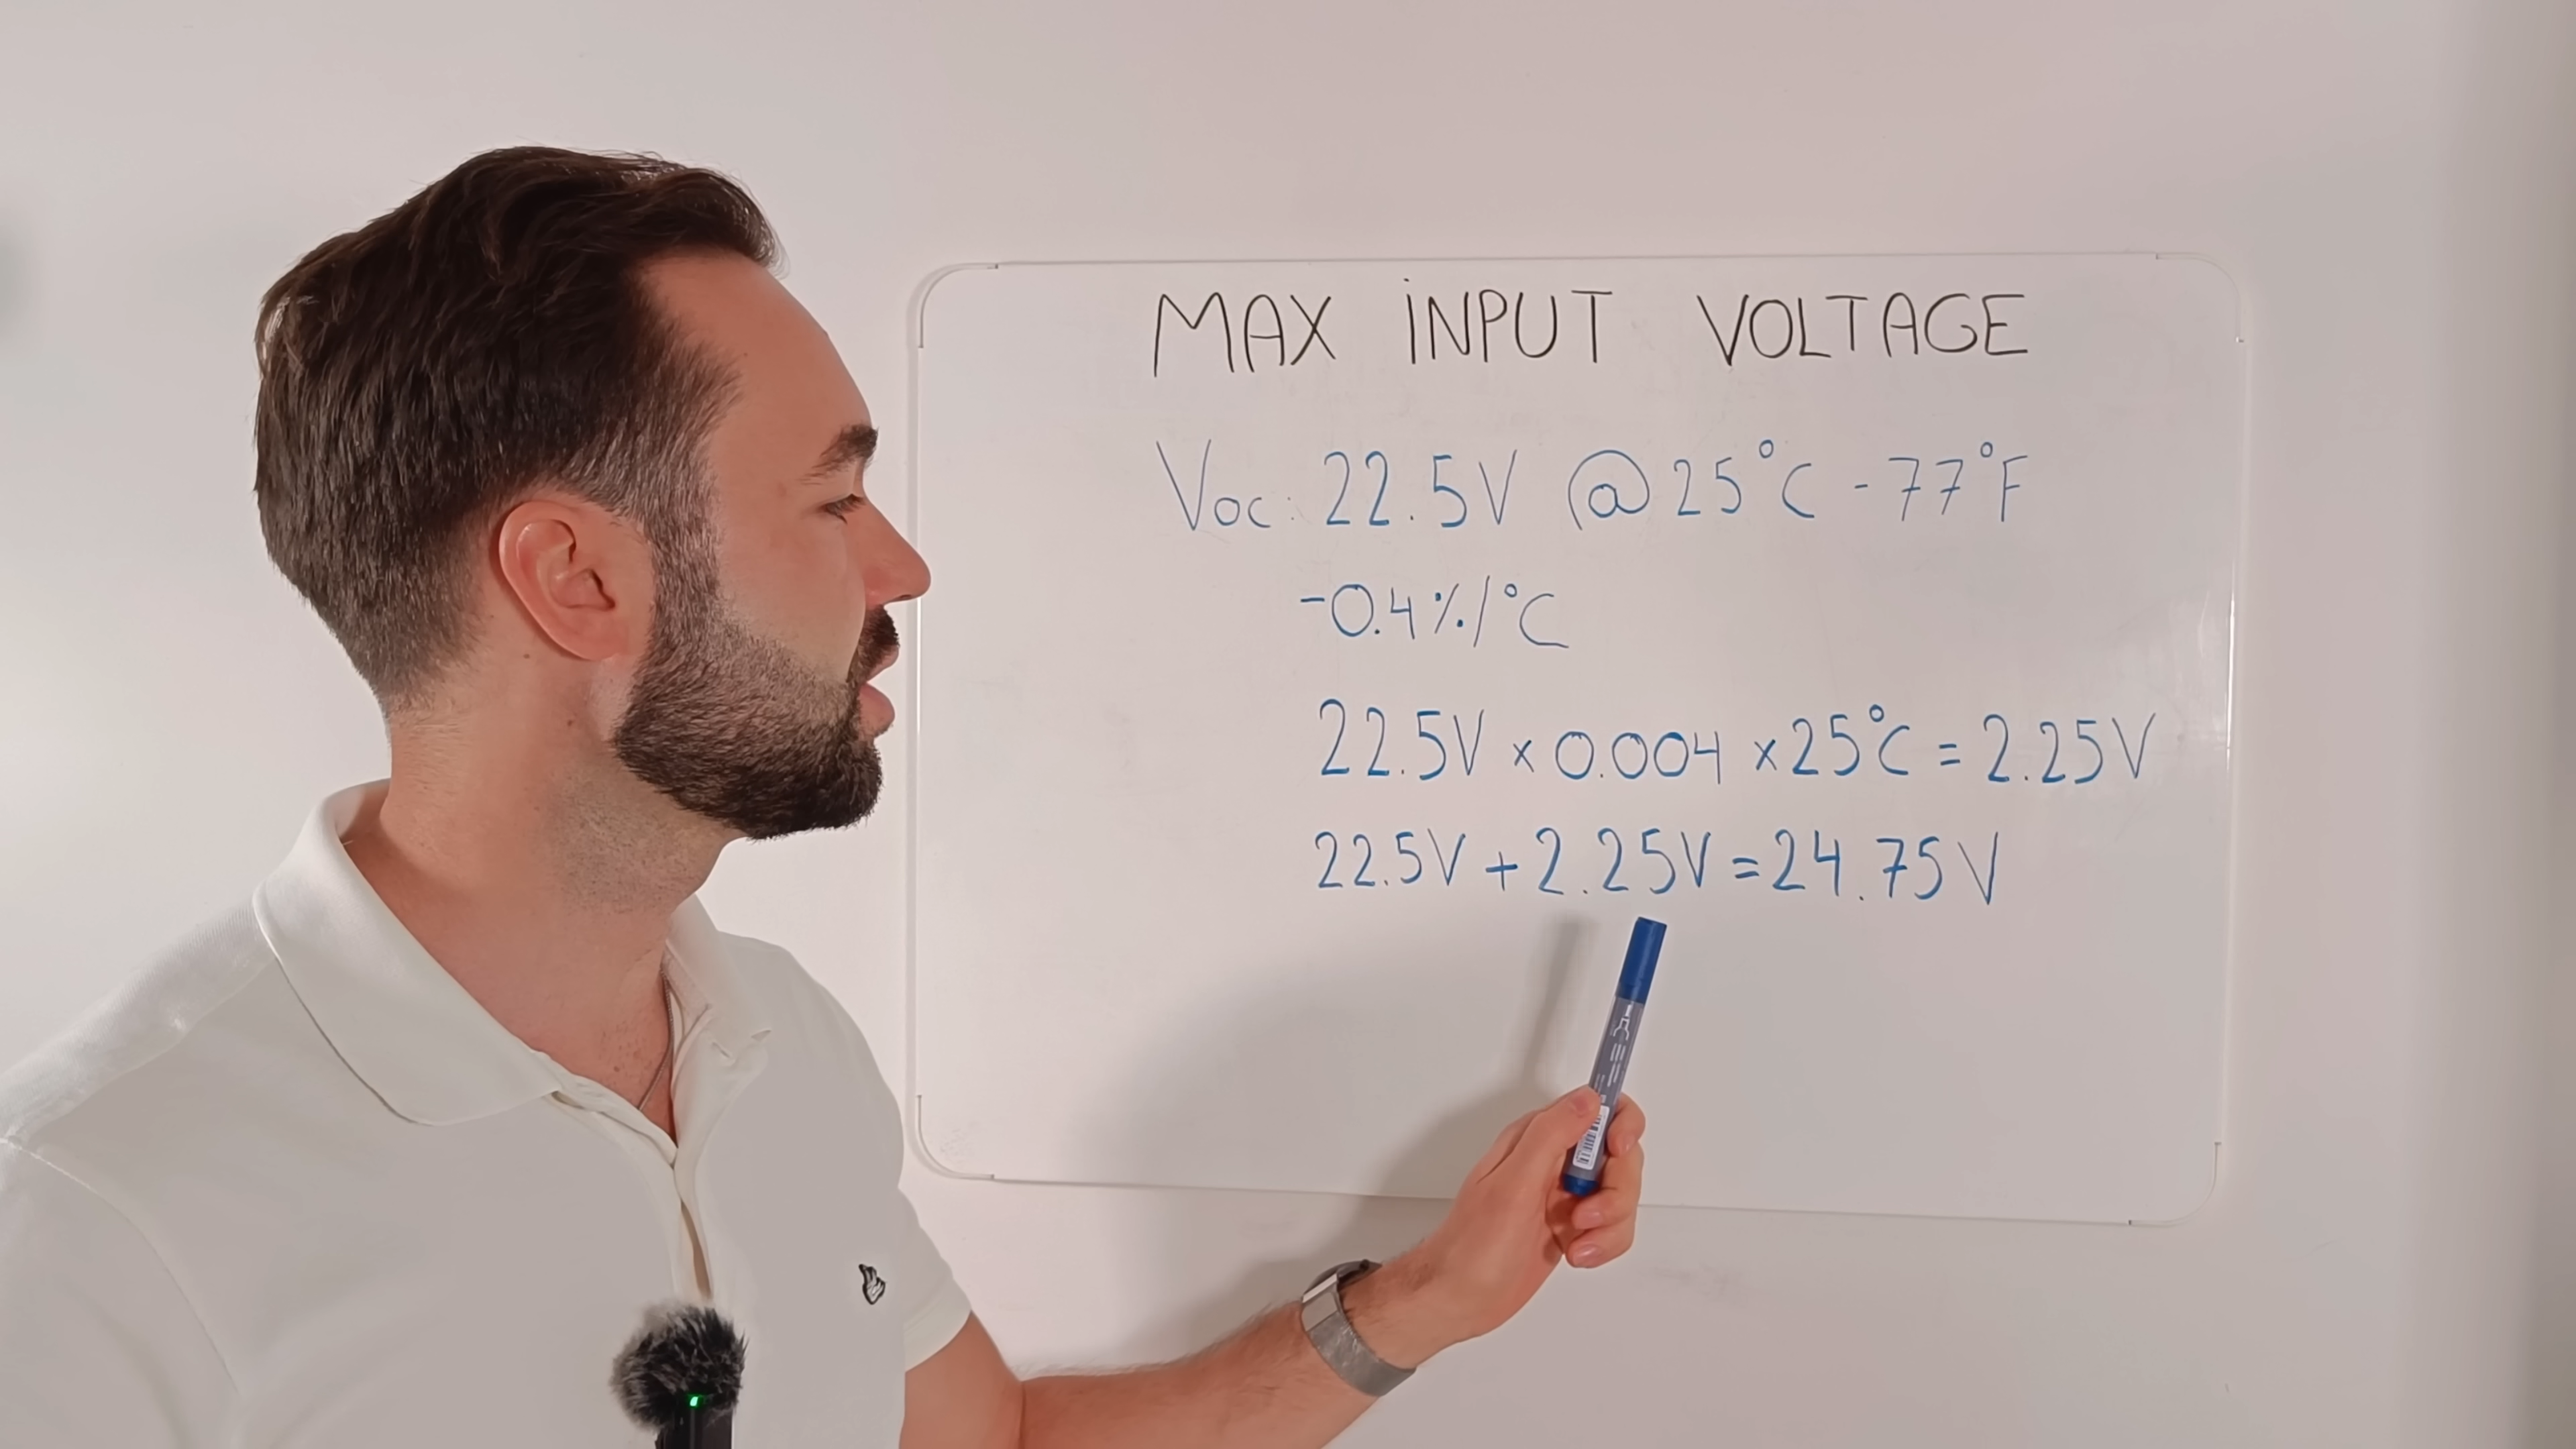 MAX INPUT VOLTAGE
Voc: 22.5V @ 25°C - 77°F
-0.4%/°C
22.5V x 0.004 x 25°C = 2.25V
22.5V + 2.25V = 24.75V